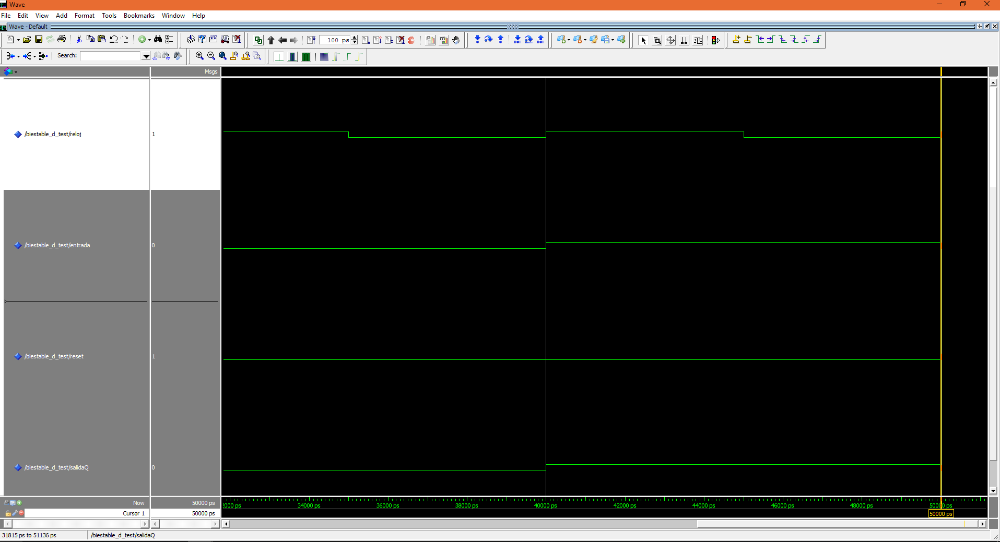 Wave
File Edit View Add Format Tools Bookmarks Window Help
Wave - Default
100 ps
Search:
Msgs
/biestable_d_test/reloj 1
/biestable_d_test/entrada 0
/biestable_d_test/reset 1
/biestable_d_test/salidaQ 0
Now 50000 ps
2000 ps 34000 ps 36000 ps 38000 ps 40000 ps 42000 ps 44000 ps 46000 ps 48000 ps 50000 ps
Cursor 1 50000 ps
50000 ps
31815 ps to 51136 ps /biestable_d_test/salidaQ